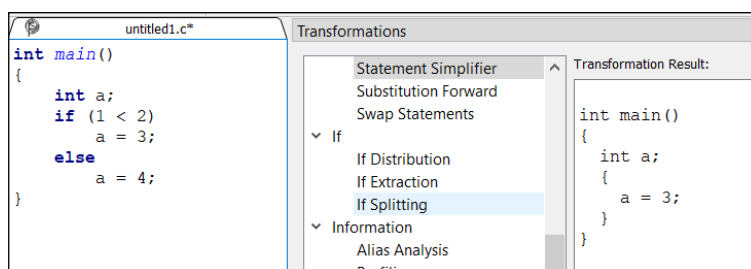 untitled1.c*
int main()
{
    int a;
    if (1 < 2)
        a = 3;
    else
        a = 4;
}
Transformations
Statement Simplifier
Substitution Forward
Swap Statements
If
If Distribution
If Extraction
If Splitting
Information
Alias Analysis
Transformation Result:
int main()
{
  int a;
  {
    a = 3;
  }
}